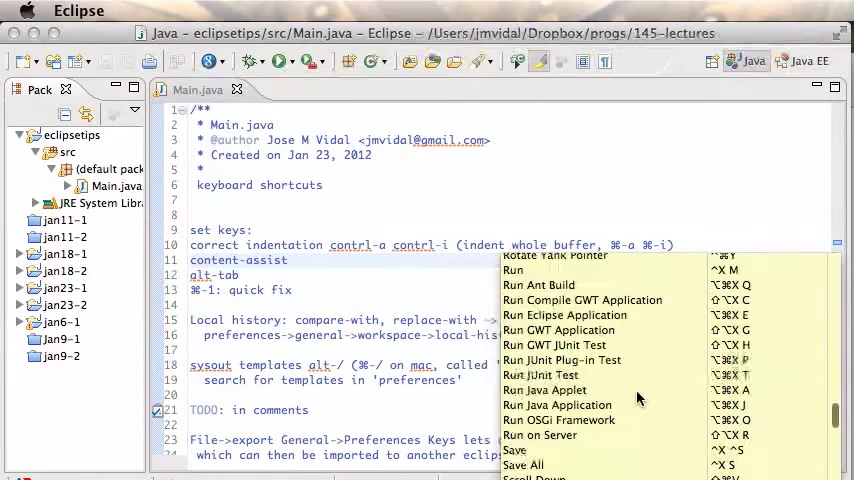 Eclipse
Java - eclipsetips/src/Main.java - Eclipse - /Users/jmvidal/Dropbox/progs/145-lectures
Java
Java EE
Pack
Main.java
eclipsetips
src
(default pack
Main.java
JRE System Libr
jan11-1
jan11-2
jan18-1
jan18-2
jan23-1
jan23-2
jan6-1
Jan9-1
jan9-2
1 /**
2 * Main.java
3 * @author Jose M Vidal <jmvidal@gmail.com>
4 * Created on Jan 23, 2012
5 *
6 keyboard shortcuts
7
8
9 set keys:
10 correct indentation contrl-a contrl-i (indent whole buffer, ⌘-a ⌘-i)
11 content-assist
12 alt-tab
13 ⌘-1: quick fix
14
15 Local history: compare-with, replace-with ->
16 preferences->general->workspace->local-his
17
18 sysout templates alt-/ (⌘-/ on mac, called '
19 search for templates in 'preferences'
20
21 TODO: in comments
22
23 File->export General->Preferences Keys lets
24 which can then be imported to another eclips
Rotate Yank Pointer ^⌘Y
Run ^X M
Run Ant Build ⌥⌘X Q
Run Compile GWT Application ⇧⌥X C
Run Eclipse Application ⌥⌘X E
Run GWT Application ⇧⌥X G
Run GWT JUnit Test ⇧⌥X H
Run JUnit Plug-in Test ⌥⌘X P
Run JUnit Test ⌥⌘X T
Run Java Applet ⌥⌘X A
Run Java Application ⌥⌘X J
Run OSGi Framework ⌥⌘X O
Run on Server ⇧⌥X R
Save ^X ^S
Save All ^X S
Scroll Down